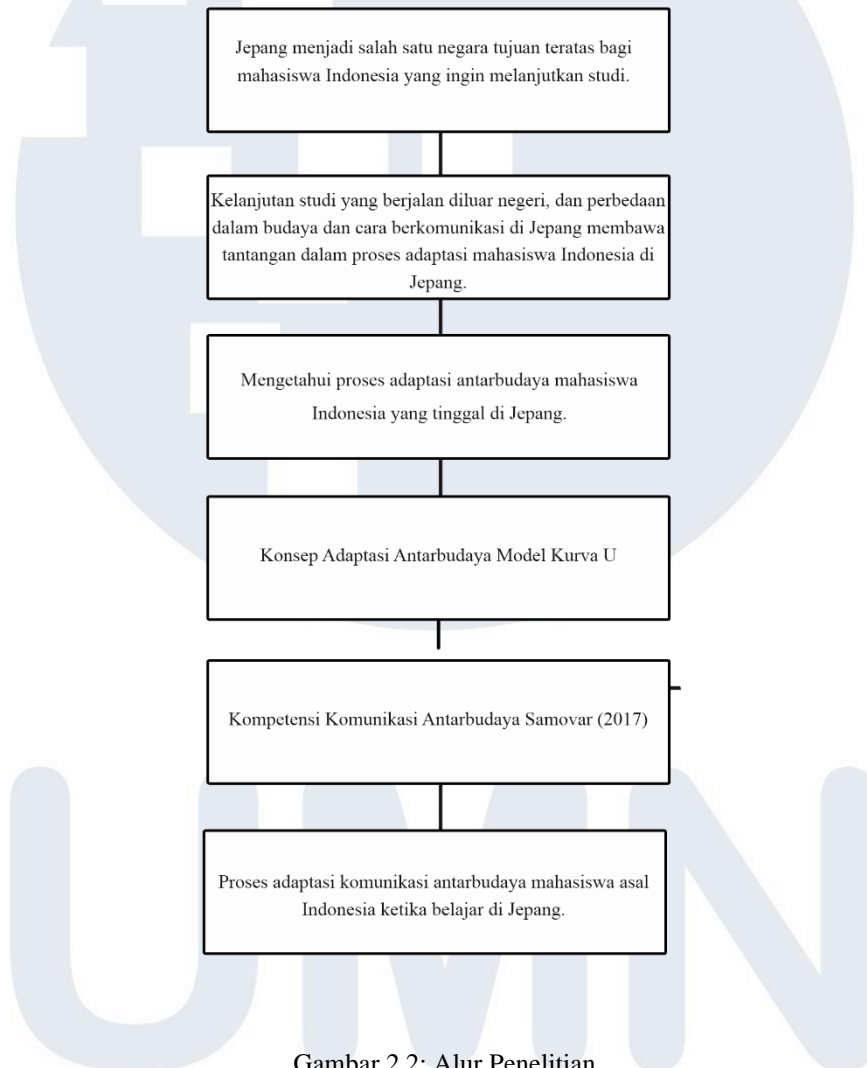 Jepang menjadi salah satu negara tujuan teratas bagi
mahasiswa Indonesia yang ingin melanjutkan studi.
Kelanjutan studi yang berjalan diluar negeri, dan perbedaan
dalam budaya dan cara berkomunikasi di Jepang membawa
tantangan dalam proses adaptasi mahasiswa Indonesia di
Jepang.
Mengetahui proses adaptasi antarbudaya mahasiswa
Indonesia yang tinggal di Jepang.
Konsep Adaptasi Antarbudaya Model Kurva U
Kompetensi Komunikasi Antarbudaya Samovar (2017)
Proses adaptasi komunikasi antarbudaya mahasiswa asal
Indonesia ketika belajar di Jepang.
UMN
Gambar 2.2: Alur Penelitian